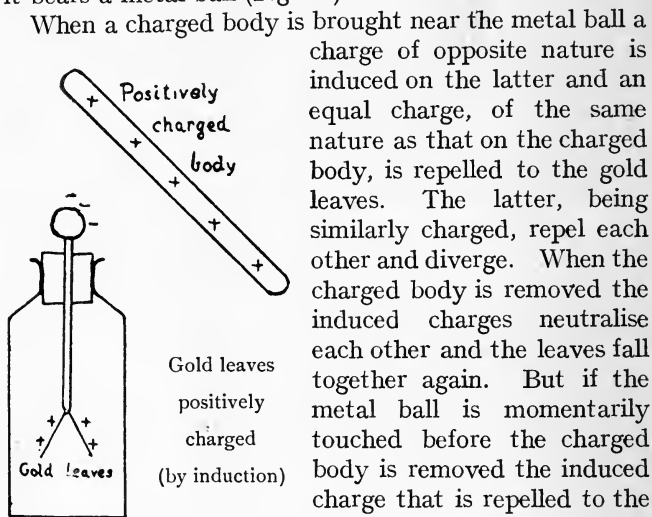 When a charged body is brought near the metal ball a
charge of opposite nature is
induced on the latter and an
equal charge, of the same
nature as that on the charged
body, is repelled to the gold
leaves. The latter, being
similarly charged, repel each
other and diverge. When the
charged body is removed the
induced charges neutralise
each other and the leaves fall
together again. But if the
metal ball is momentarily
touched before the charged
body is removed the induced
charge that is repelled to the
Positively
charged
body
+ + + + +
- - -
+ + + +
Gold leaves
Gold leaves
positively
charged
(by induction)